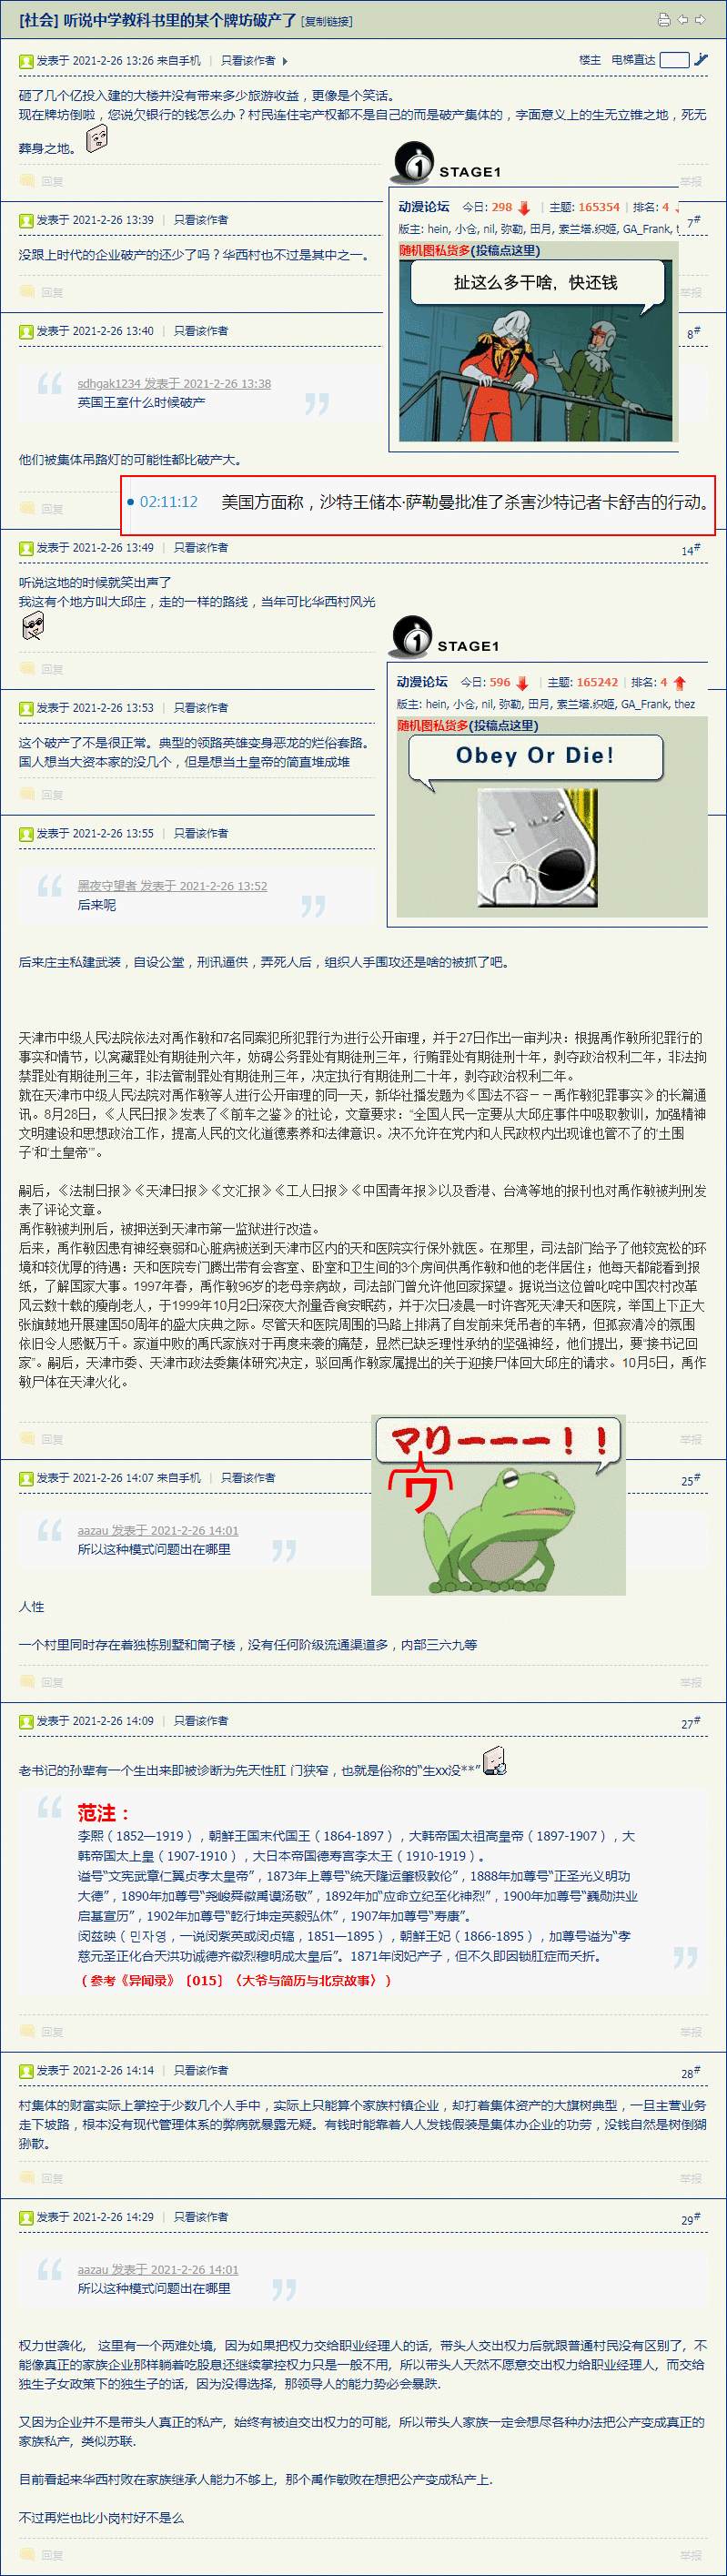 [社会] 听说中学教科书里的某个牌坊破产了 [复制链接]
发表于 2021-2-26 13:26 来自手机 | 只看该作者
楼主 电梯直达
砸了几个亿投入建的大楼并没有带来多少旅游收益，更像是个笑话。
现在牌坊倒啦，您说欠银行的钱怎么办？村民连住宅产权都不是自己的而是破产集体的，字面意义上的生无立锥之地，死无
葬身之地。
回复
举报
STAGE1
动漫论坛 今日: 298 | 主题: 165354 | 排名: 4
版主: hein, 小仓, nil, 弥勒, 田月, 索兰塔.织姬, GA_Frank, t
随机图私货多(投稿点这里)
扯这么多干啥，快还钱
发表于 2021-2-26 13:39 | 只看该作者
7#
没跟上时代的企业破产的还少了吗？华西村也不过是其中之一。
回复
举报
发表于 2021-2-26 13:40 | 只看该作者
8#
sdhgak1234 发表于 2021-2-26 13:38
英国王室什么时候破产
他们被集体吊路灯的可能性都比破产大。
回复
02:11:12 美国方面称，沙特王储本·萨勒曼批准了杀害沙特记者卡舒吉的行动。
发表于 2021-2-26 13:49 | 只看该作者
14#
听说这地的时候就笑出声了
我这有个地方叫大邱庄，走的一样的路线，当年可比华西村风光
回复
STAGE1
动漫论坛 今日: 596 | 主题: 165242 | 排名: 4
版主: hein, 小仓, nil, 弥勒, 田月, 索兰塔.织姬, GA_Frank, thez
随机图私货多(投稿点这里)
Obey Or Die!
发表于 2021-2-26 13:53 | 只看该作者
这个破产了不是很正常。典型的领路英雄变身恶龙的烂俗套路。
国人想当大资本家的没几个，但是想当土皇帝的简直堆成堆
回复
发表于 2021-2-26 13:55 | 只看该作者
黑夜守望者 发表于 2021-2-26 13:52
后来呢
后来庄主私建武装，自设公堂，刑讯逼供，弄死人后，组织人手围攻还是啥的被抓了吧。
天津市中级人民法院依法对禹作敏和7名同案犯所犯罪行为进行公开审理，并于27日作出一审判决：根据禹作敏所犯罪行的
事实和情节，以窝藏罪处有期徒刑六年，妨碍公务罪处有期徒刑三年，行贿罪处有期徒刑十年，剥夺政治权利二年，非法拘
禁罪处有期徒刑三年，非法管制罪处有期徒刑三年，决定执行有期徒刑二十年，剥夺政治权利二年。
就在天津市中级人民法院对禹作敏等人进行公开审理的同一天，新华社播发题为《国法不容－－禹作敏犯罪事实》的长篇通
讯。8月28日，《人民日报》发表了《前车之鉴》的社论，文章要求：“全国人民一定要从大邱庄事件中吸取教训，加强精神
文明建设和思想政治工作，提高人民的文化道德素养和法律意识。决不允许在党内和人民政权内出现谁也管不了的‘土围
子’和‘土皇帝’”。
嗣后，《法制日报》《天津日报》《文汇报》《工人日报》《中国青年报》以及香港、台湾等地的报刊也对禹作敏被判刑发
表了评论文章。
禹作敏被判刑后，被押送到天津市第一监狱进行改造。
后来，禹作敏因患有神经衰弱和心脏病被送到天津市区内的天和医院实行保外就医。在那里，司法部门给予了他较宽松的环
境和较优厚的待遇：天和医院专门腾出带有会客室、卧室和卫生间的3个房间供禹作敏和他的老伴居住；他每天都能看到报
纸，了解国家大事。1997年春，禹作敏96岁的老母亲病故，司法部门曾允许他回家探望。据说当这位曾叱咤中国农村改革
风云数十载的瘦削老人，于1999年10月2日深夜大剂量吞食安眠药，并于次日凌晨一时许客死天津天和医院，举国上下正大
张旗鼓地开展建国50周年的盛大庆典之际。尽管天和医院周围的马路上排满了自发前来凭吊者的车辆，但孤寂清冷的氛围
依旧令人感慨万千。家道中败的禹氏家族对于再度来袭的痛楚，显然已缺乏理性承纳的坚强神经，他们提出，要“接书记回
家”。嗣后，天津市委、天津市政法委集体研究决定，驳回禹作敏家属提出的关于迎接尸体回大邱庄的请求。10月5日，禹作
敏尸体在天津火化。
回复
举报
マリーーー！！
ワ
发表于 2021-2-26 14:07 来自手机 | 只看该作者
25#
aazau 发表于 2021-2-26 14:01
所以这种模式问题出在哪里
人性
一个村里同时存在着独栋别墅和筒子楼，没有任何阶级流通渠道多，内部三六九等
回复
举报
发表于 2021-2-26 14:09 | 只看该作者
27#
老书记的孙辈有一个生出来即被诊断为先天性肛 门狭窄，也就是俗称的“生xx没**”
范注：
李熙（1852—1919），朝鲜王国末代国王（1864-1897），大韩帝国太祖高皇帝（1897-1907），大
韩帝国太上皇（1907-1910），大日本帝国德寿宫李太王（1910-1919）。
谥号“文宪武章仁翼贞孝太皇帝”，1873年上尊号“统天隆运肇极敦伦”，1888年加尊号“正圣光义明功
大德”，1890年加尊号“尧峻舜徽禹谟汤敬”，1892年加“应命立纪至化神烈”，1900年加尊号“巍勋洪业
启基宣历”，1902年加尊号“乾行坤定英毅弘休”，1907年加尊号“寿康”。
闵兹映（민자영，一说闵紫英或闵贞镐，1851—1895），朝鲜王妃（1866-1895），加尊号谥为“孝
慈元圣正化合天洪功诚德齐徽烈穆明成太皇后”。1871年闵妃产子，但不久即因锁肛症而夭折。
（参考《异闻录》〔015〕〈大爷与简历与北京故事〉）
回复
举报
发表于 2021-2-26 14:14 | 只看该作者
28#
村集体的财富实际上掌控于少数几个人手中，实际上只能算个家族村镇企业，却打着集体资产的大旗树典型，一旦主营业务
走下坡路，根本没有现代管理体系的弊病就暴露无疑。有钱时能靠着人人发钱假装是集体办企业的功劳，没钱自然是树倒猢
狲散。
回复
举报
发表于 2021-2-26 14:29 | 只看该作者
29#
aazau 发表于 2021-2-26 14:01
所以这种模式问题出在哪里
权力世袭化， 这里有一个两难处境，因为如果把权力交给职业经理人的话，带头人交出权力后就跟普通村民没有区别了，不
能像真正的家族企业那样躺着吃股息还继续掌控权力只是一般不用，所以带头人天然不愿意交出权力给职业经理人，而交给
独生子女政策下的独生子的话，因为没得选择，那领导人的能力势必会暴跌.
又因为企业并不是带头人真正的私产，始终有被迫交出权力的可能，所以带头人家族一定会想尽各种办法把公产变成真正的
家族私产，类似苏联.
目前看起来华西村败在家族继承人能力不够上，那个禹作敏败在想把公产变成私产上.
不过再烂也比小岗村好不是么
回复
举报